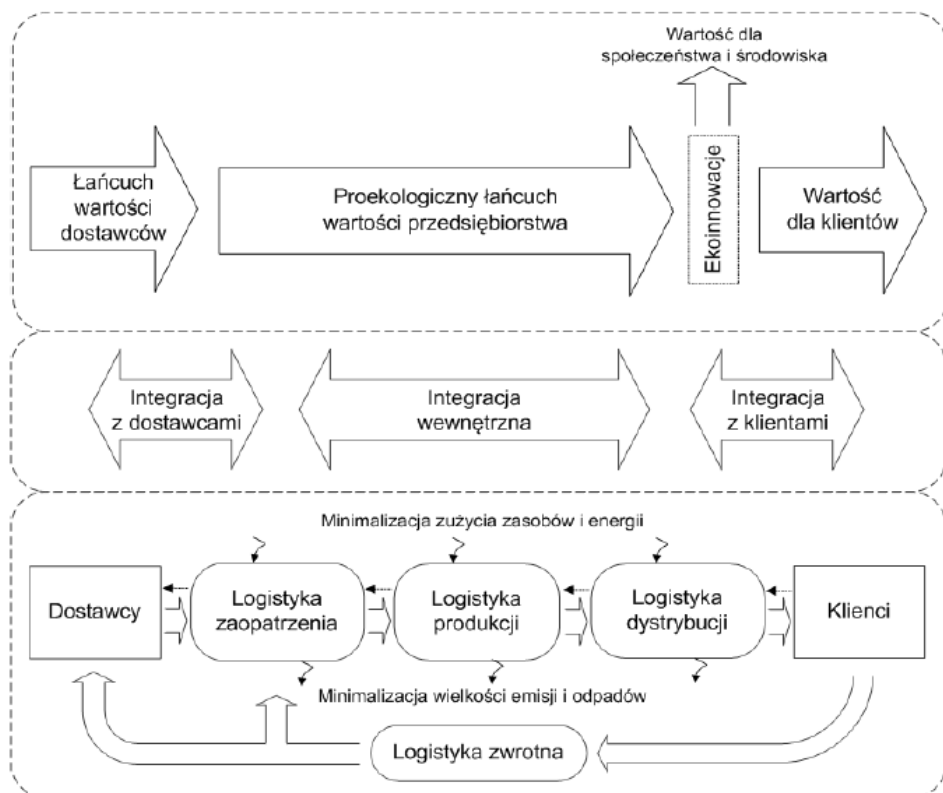 Wartość dla
społeczeństwa i środowiska
Łańcuch
wartości
dostawców
Proekologiczny łańcuch
wartości przedsiębiorstwa
Ekoinnowacje
Wartość
dla klientów
Integracja
z dostawcami
Integracja
wewnętrzna
Integracja
z klientami
Minimalizacja zużycia zasobów i energii
Dostawcy
Logistyka
zaopatrzenia
Logistyka
produkcji
Logistyka
dystrybucji
Klienci
Minimalizacja wielkości emisji i odpadów
Logistyka zwrotna